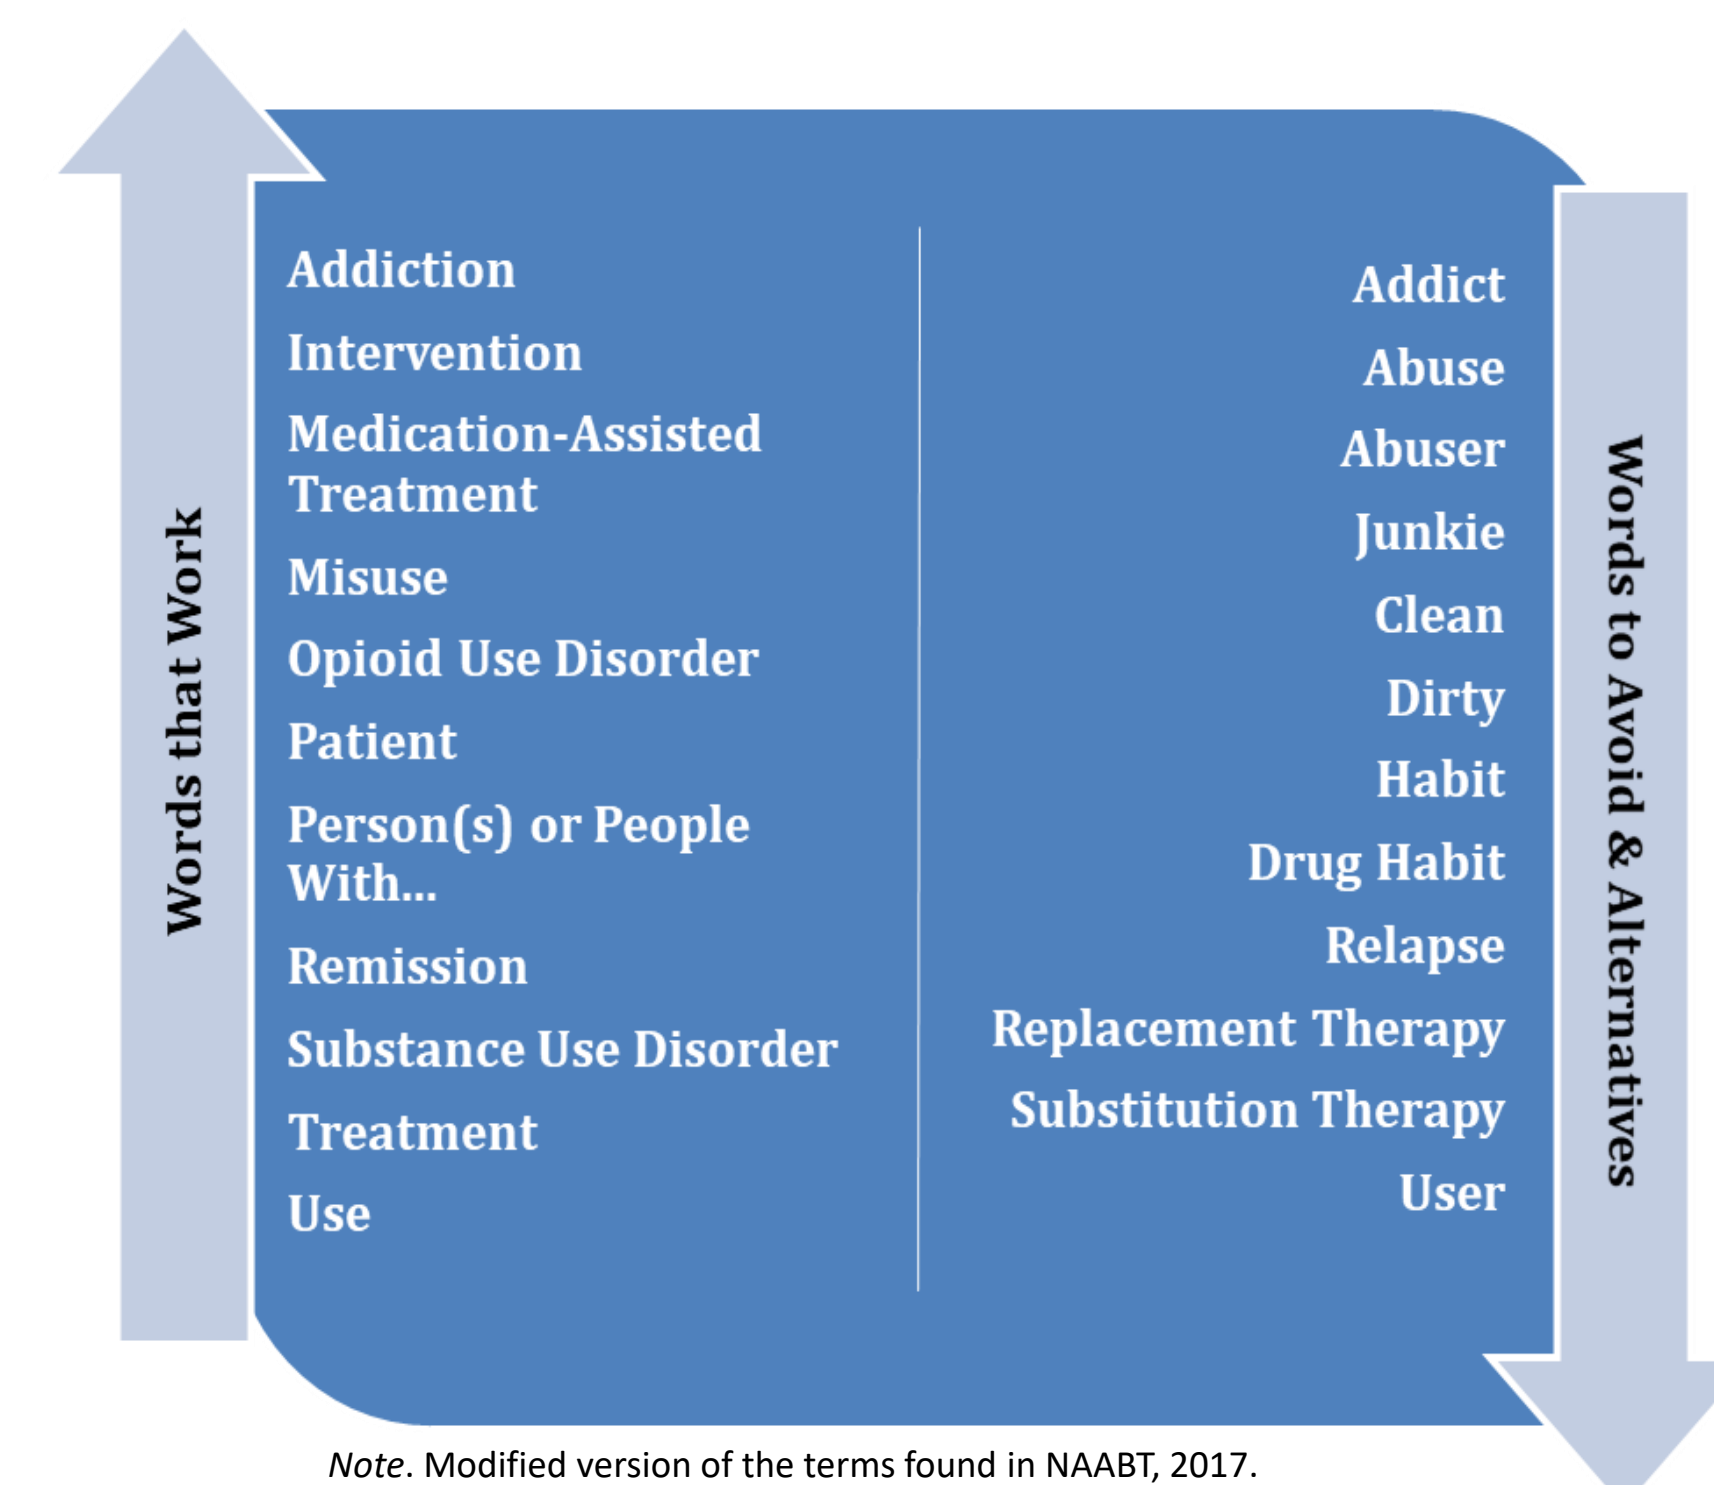 Words that Work
Addiction
Intervention
Medication-Assisted
Treatment
Misuse
Opioid Use Disorder
Patient
Person(s) or People
With...
Remission
Substance Use Disorder
Treatment
Use
Addict
Abuse
Abuser
Junkie
Clean
Dirty
Habit
Drug Habit
Relapse
Replacement Therapy
Substitution Therapy
User
Words to Avoid & Alternatives
Note. Modified version of the terms found in NAABT, 2017.